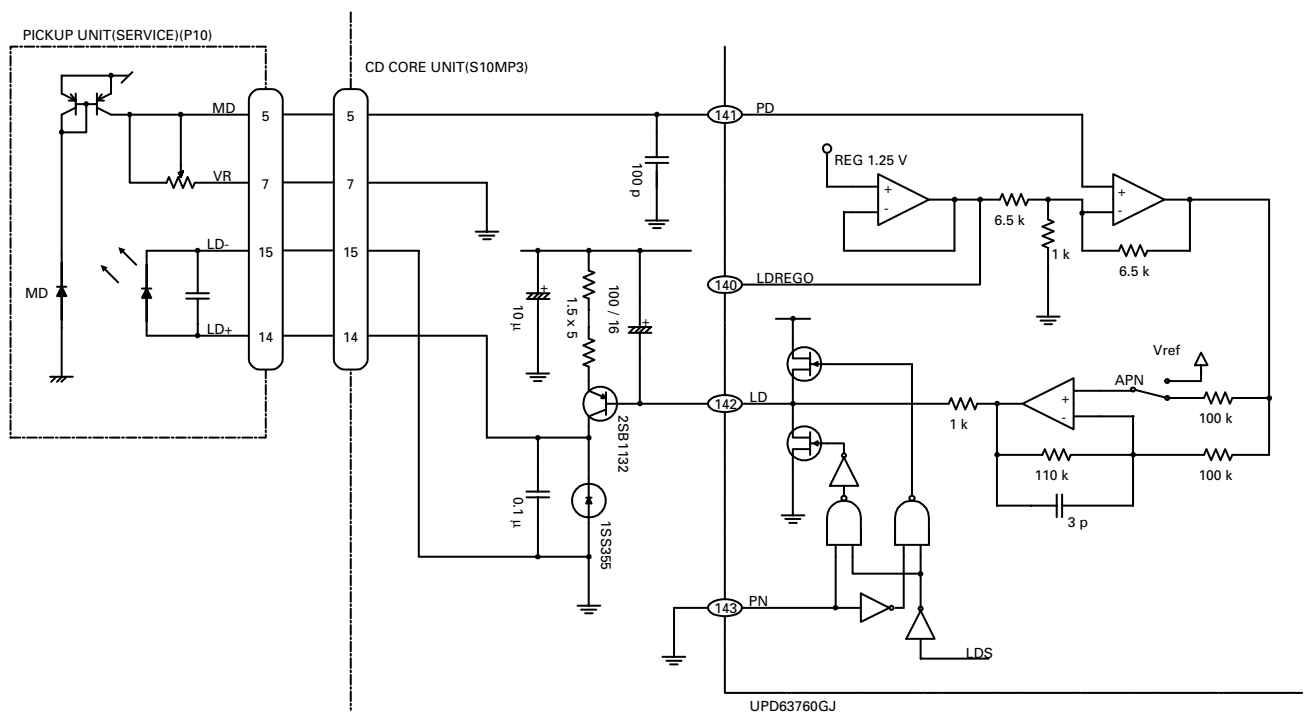 PICKUP UNIT(SERVICE)(P10)
CD CORE UNIT(S10MP3)
MD
5
5
141
PD
REG 1.25 V
+
-
+
-
VR
7
7
100 p
6.5 k
1 k
6.5 k
LD-
15
15
140
LDREGO
MD
10 µ
+
1.5 x 5
100 / 16
+
LD+
14
14
Vref
APN
142
LD
1 k
+
-
100 k
2SB1132
110 k
100 k
3 p
0.1 µ
1SS355
143
PN
LDS
UPD63760GJ